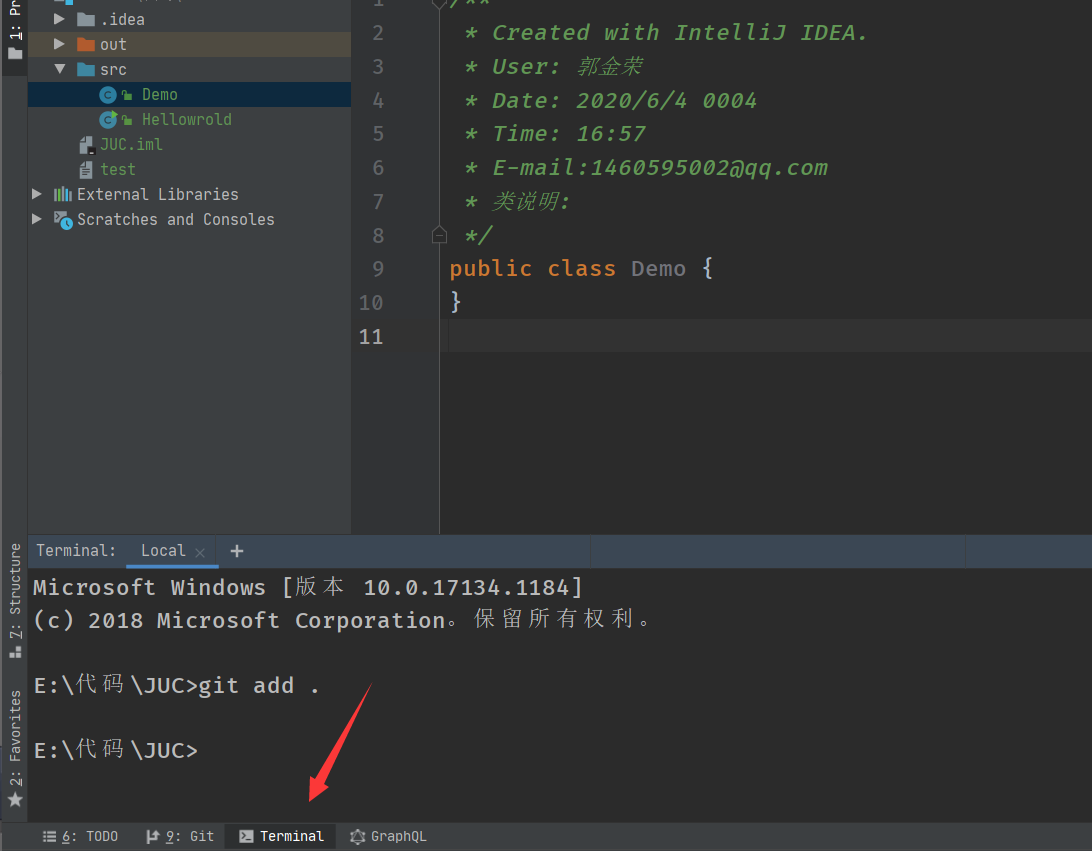 1: Pr
.idea
out
src
Demo
Hellowrold
JUC.iml
test
External Libraries
Scratches and Consoles
1 /**
2 * Created with IntelliJ IDEA.
3 * User: 郭金荣
4 * Date: 2020/6/4 0004
5 * Time: 16:57
6 * E-mail:1460595002@qq.com
7 * 类说明:
8 */
9 public class Demo {
10 }
11
7: Structure
2: Favorites
Terminal: Local × +
Microsoft Windows [版本 10.0.17134.1184]
(c) 2018 Microsoft Corporation。保留所有权利。
E:\代码\JUC>git add .
E:\代码\JUC>
6: TODO 9: Git Terminal GraphQL